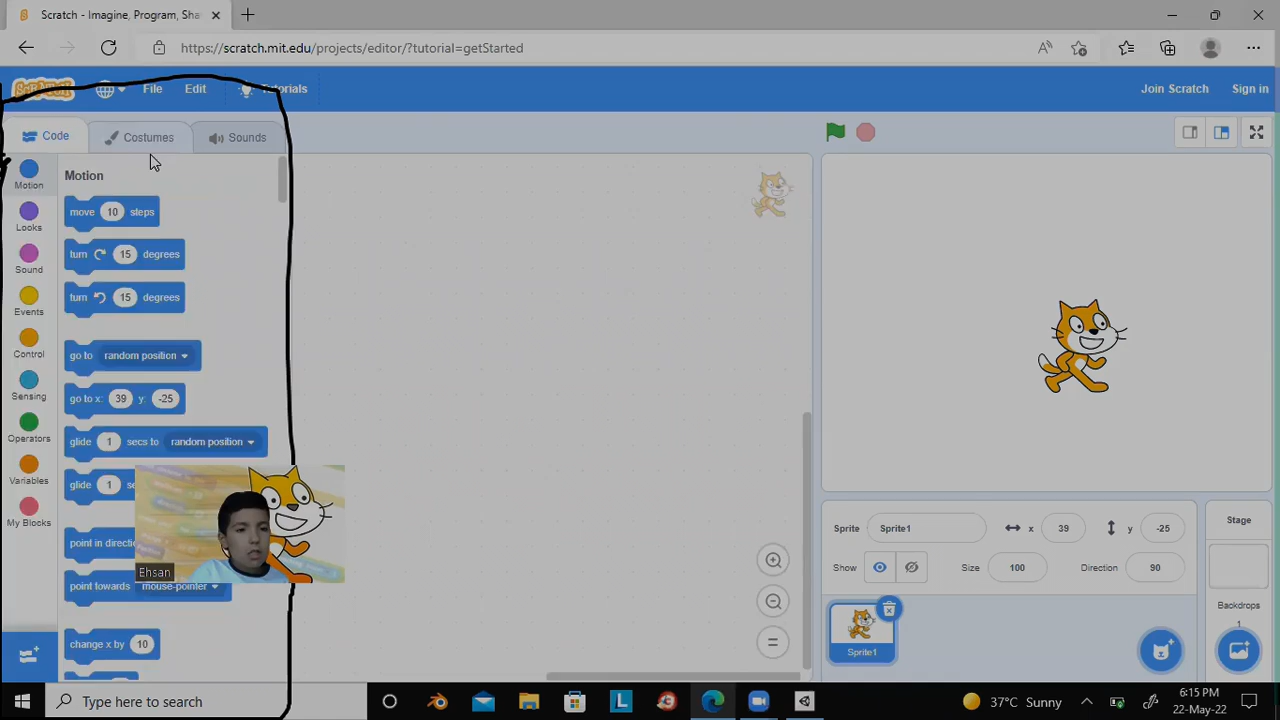 Scratch - Imagine, Program, Sha
https://scratch.mit.edu/projects/editor/?tutorial=getStarted
SCRATCH File Edit Tutorials Join Scratch Sign in
Code Costumes Sounds
Motion
Looks
Sound
Events
Control
Sensing
Operators
Variables
My Blocks
Motion
move 10 steps
turn 15 degrees
turn 15 degrees
go to random position
go to x: 39 y: -25
glide 1 secs to random position
glide 1 se
point in directi
point towards mouse-pointer
change x by 10
Ehsan
Sprite Sprite1 x 39 y -25
Show Size 100 Direction 90
Sprite1
Stage
Backdrops
1
Type here to search
37°C Sunny
6:15 PM
22-May-22